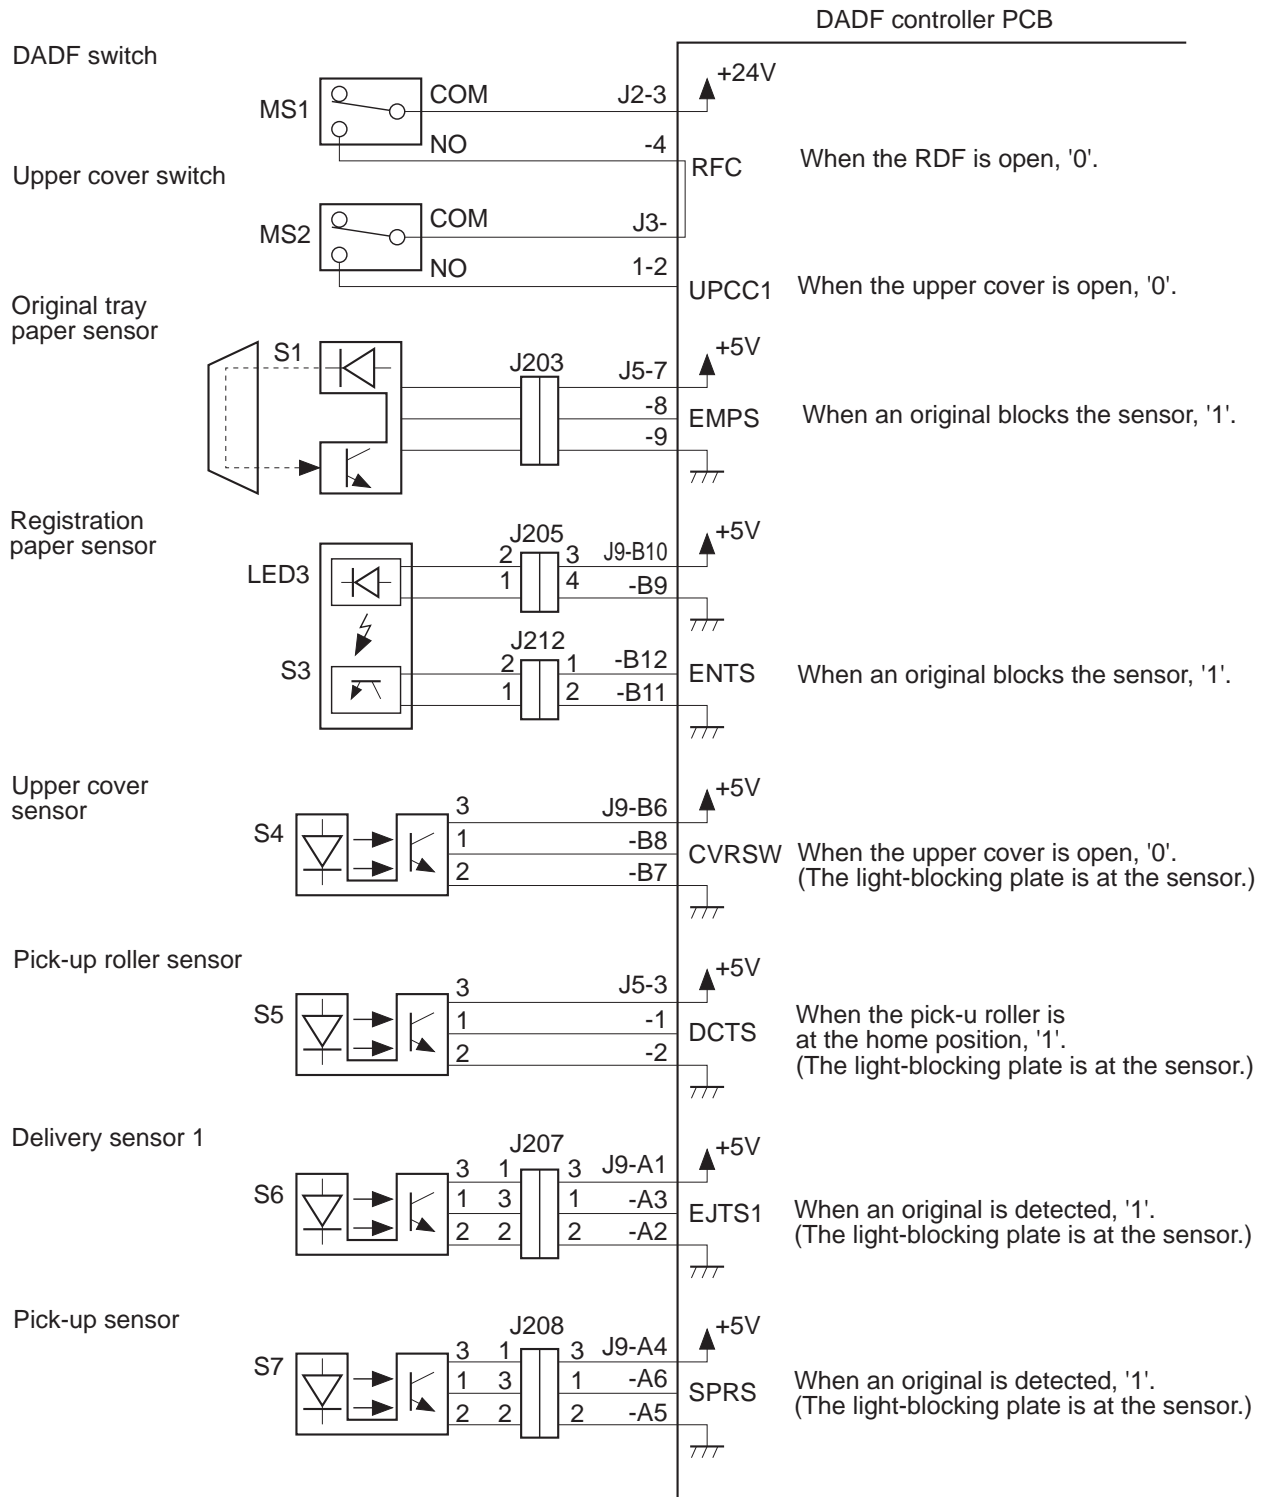 DADF controller PCB
DADF switch
MS1
COM
J2-3
+24V
NO
-4
RFC
When the RDF is open, '0'.
Upper cover switch
MS2
COM
J3-
NO
1-2
UPCC1
When the upper cover is open, '0'.
Original tray
paper sensor
S1
J203
J5-7
+5V
-8
EMPS
When an original blocks the sensor, '1'.
-9
Registration
paper sensor
LED3
J205
2
3
J9-B10
+5V
1
4
-B9
S3
J212
2
1
-B12
ENTS
When an original blocks the sensor, '1'.
1
2
-B11
Upper cover
sensor
S4
3
J9-B6
+5V
1
-B8
CVRSW
When the upper cover is open, '0'.
(The light-blocking plate is at the sensor.)
2
-B7
Pick-up roller sensor
S5
3
J5-3
+5V
1
-1
DCTS
When the pick-u roller is
at the home position, '1'.
(The light-blocking plate is at the sensor.)
2
-2
Delivery sensor 1
S6
J207
3 1
3
J9-A1
+5V
1 3
1
-A3
EJTS1
When an original is detected, '1'.
(The light-blocking plate is at the sensor.)
2 2
2
-A2
Pick-up sensor
S7
J208
3 1
3
J9-A4
+5V
1 3
1
-A6
SPRS
When an original is detected, '1'.
(The light-blocking plate is at the sensor.)
2 2
2
-A5